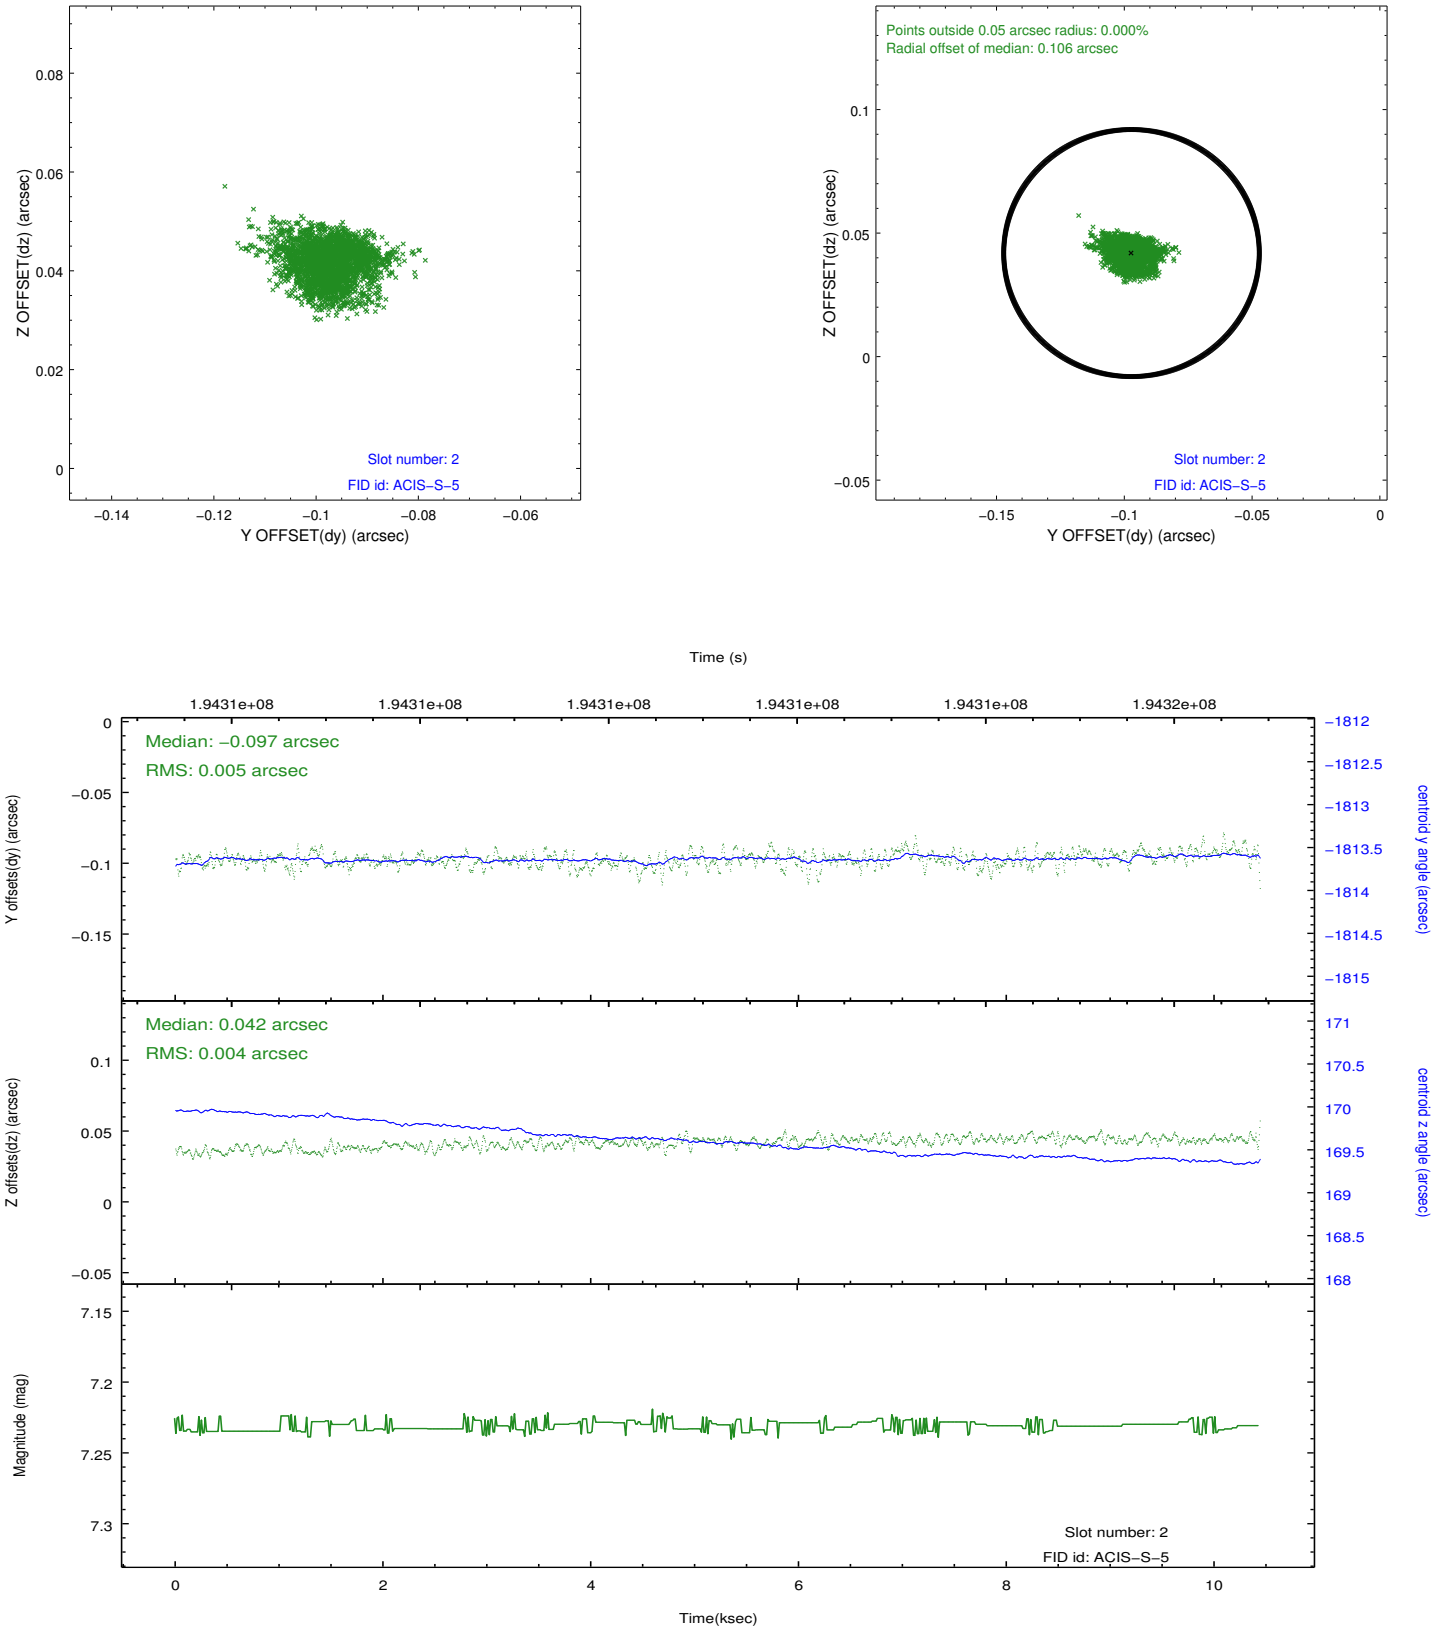 0.08
0.06
0.04
0.02
0
Z OFFSET(dz) (arcsec)
Slot number: 2
FID id: ACIS−S−5
−0.14 −0.12 −0.1 −0.08 −0.06
Y OFFSET(dy) (arcsec)
Points outside 0.05 arcsec radius: 0.000%
Radial offset of median: 0.106 arcsec
0.1
0.05
0
−0.05
Z OFFSET(dz) (arcsec)
Slot number: 2
FID id: ACIS−S−5
−0.15 −0.1 −0.05 0
Y OFFSET(dy) (arcsec)
Time (s)
1.9431e+08 1.9431e+08 1.9431e+08 1.9431e+08 1.9431e+08 1.9432e+08
Median: −0.097 arcsec
RMS: 0.005 arcsec
0
−0.05
−0.1
−0.15
Y offsets(dy) (arcsec)
−1812
−1812.5
−1813
−1813.5
−1814
−1814.5
−1815
centroid y angle (arcsec)
Median: 0.042 arcsec
RMS: 0.004 arcsec
0.1
0.05
0
−0.05
Z offsets(dz) (arcsec)
171
170.5
170
169.5
169
168.5
168
centroid z angle (arcsec)
7.15
7.2
7.25
7.3
Magnitude (mag)
Slot number: 2
FID id: ACIS−S−5
0 2 4 6 8 10
Time(ksec)